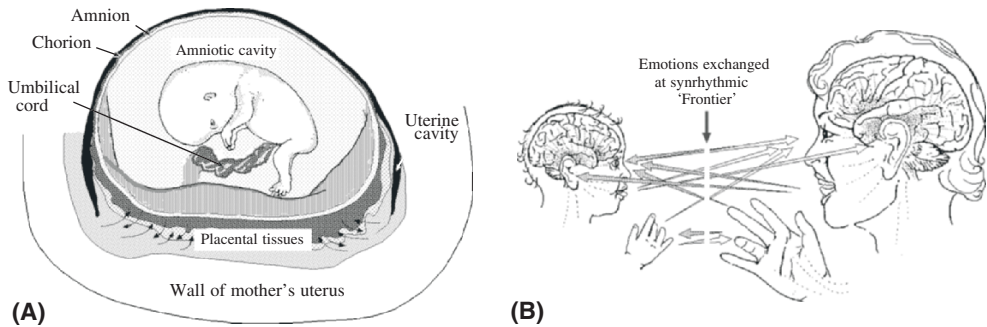 Amnion
Chorion
Amniotic cavity
Umbilical
cord
Uterine
cavity
Placental tissues
Wall of mother's uterus
(A)
Emotions exchanged
at synrhythmic
'Frontier'
(B)